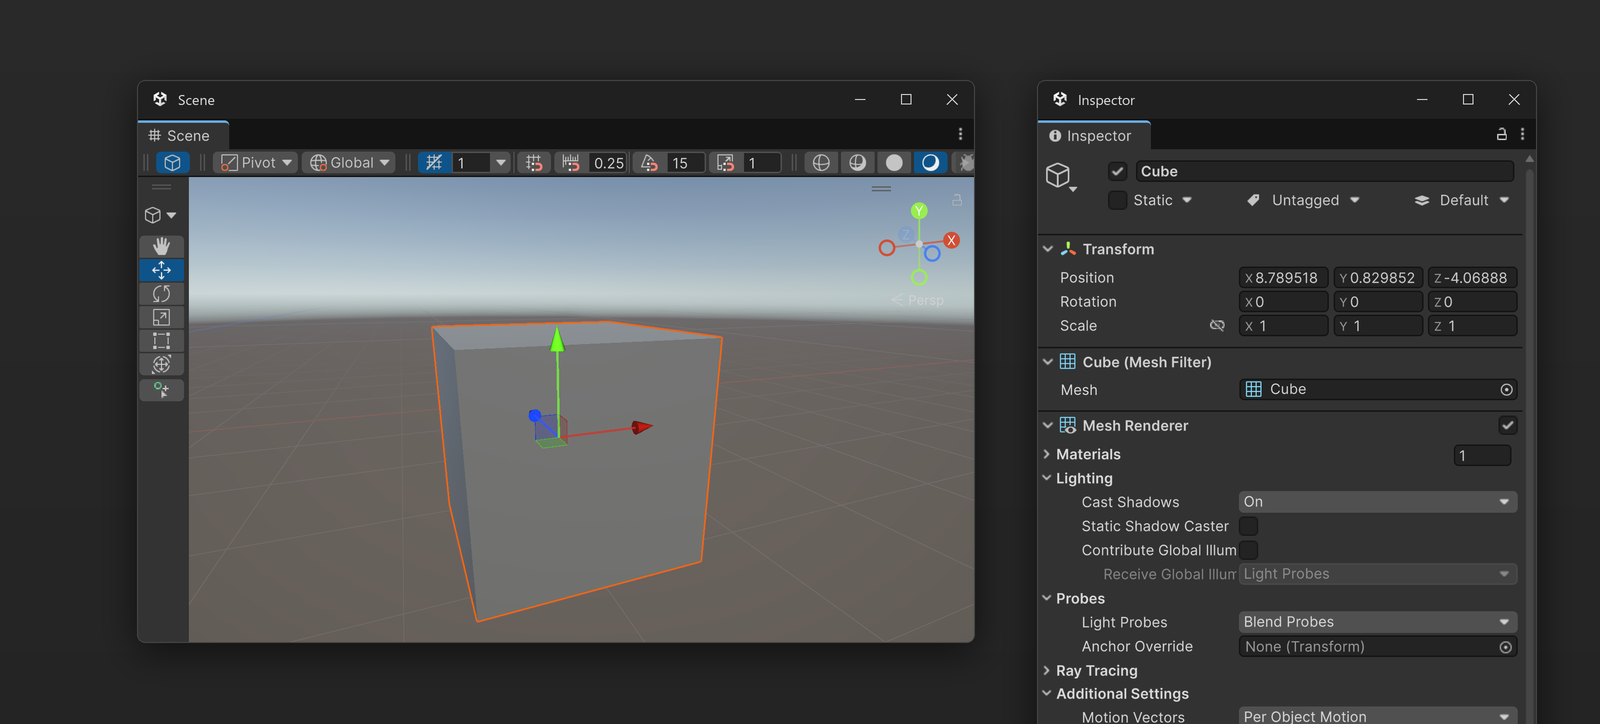 Scene
Scene
Pivot Global 1 0.25 15 1
Y
X
Z
Persp
Inspector
Inspector
Cube
Static Untagged Default
Transform
Position X 8.789518 Y 0.829852 Z -4.06888
Rotation X 0 Y 0 Z 0
Scale X 1 Y 1 Z 1
Cube (Mesh Filter)
Mesh Cube
Mesh Renderer
Materials 1
Lighting
Cast Shadows On
Static Shadow Caster
Contribute Global Illum
Receive Global Illum Light Probes
Probes
Light Probes Blend Probes
Anchor Override None (Transform)
Ray Tracing
Additional Settings
Motion Vectors Per Object Motion